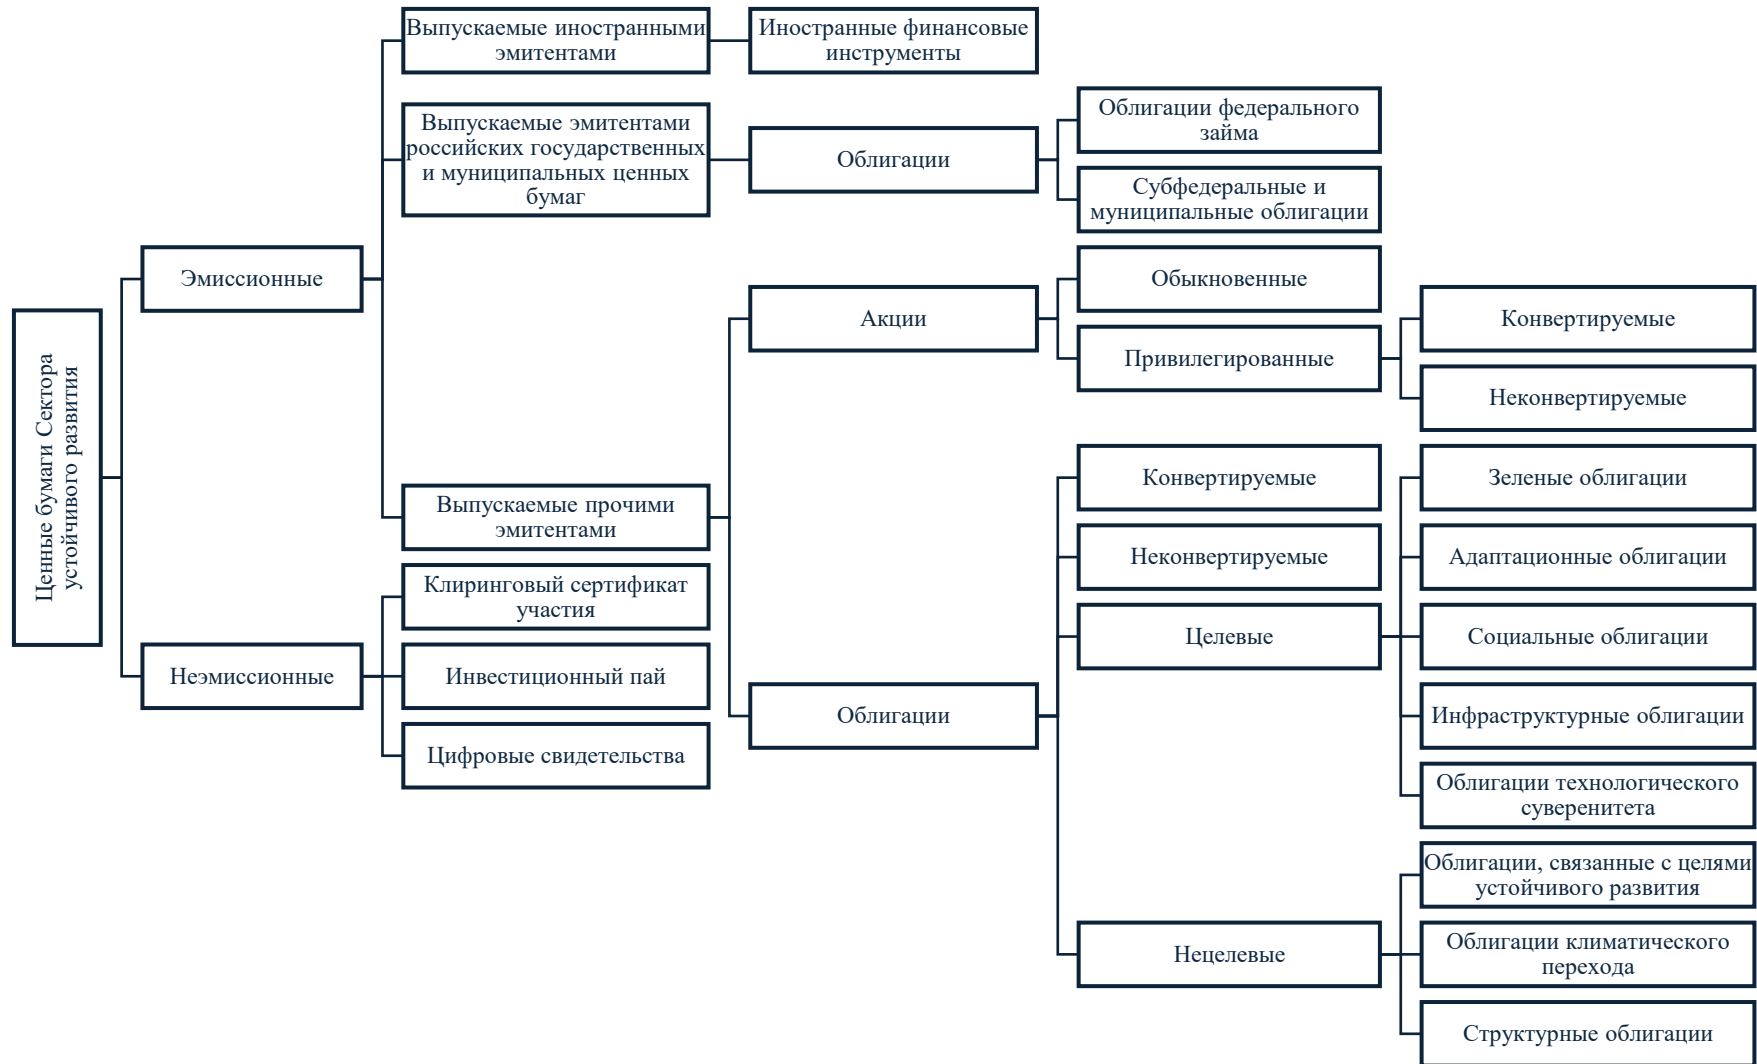 Ценные бумаги Сектора
устойчивого развития
Эмиссионные
Выпускаемые иностранными
эмитентами
Иностранные финансовые
инструменты
Выпускаемые эмитентами
российских государственных
и муниципальных ценных
бумаг
Облигации
Облигации федерального
займа
Субфедеральные и
муниципальные облигации
Выпускаемые прочими
эмитентами
Акции
Обыкновенные
Привилегированные
Конвертируемые
Неконвертируемые
Облигации
Конвертируемые
Неконвертируемые
Целевые
Зеленые облигации
Адаптационные облигации
Социальные облигации
Инфраструктурные облигации
Облигации технологического
суверенитета
Нецелевые
Облигации, связанные с целями
устойчивого развития
Облигации климатического
перехода
Структурные облигации
Неэмиссионные
Клиринговый сертификат
участия
Инвестиционный пай
Цифровые свидетельства